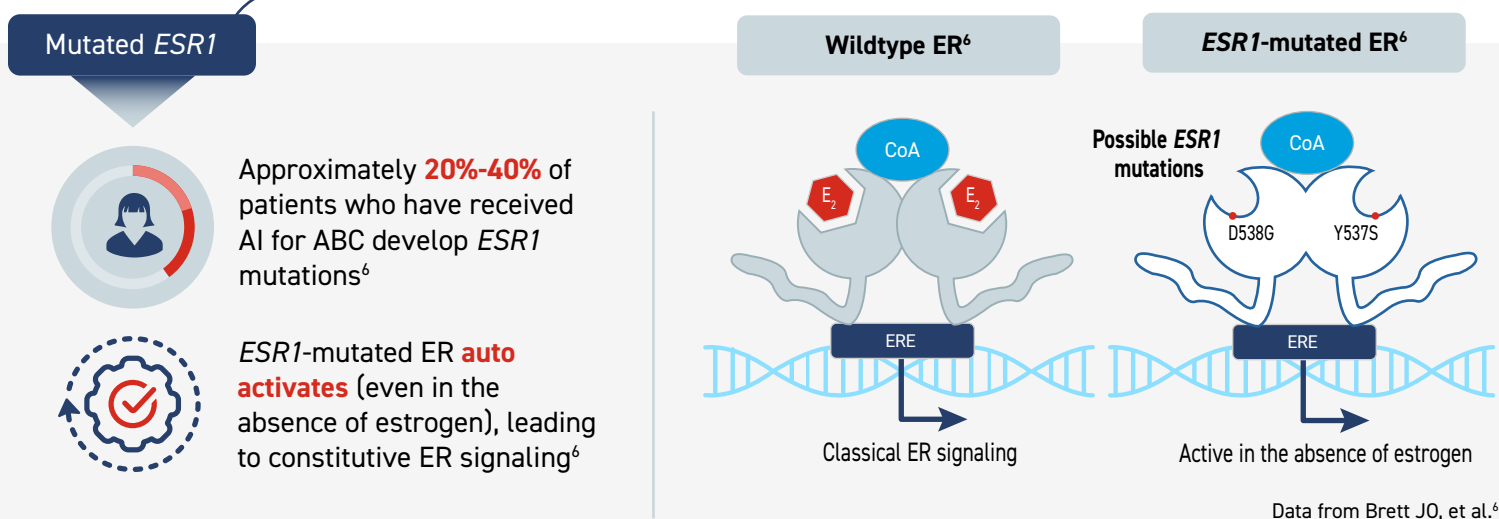 Mutated ESR1
Approximately 20%-40% of
patients who have received
AI for ABC develop ESR1
mutations⁶
ESR1-mutated ER auto
activates (even in the
absence of estrogen), leading
to constitutive ER signaling⁶
Wildtype ER⁶
CoA
E₂
E₂
ERE
Classical ER signaling
ESR1-mutated ER⁶
Possible ESR1
mutations
CoA
D538G
Y537S
ERE
Active in the absence of estrogen
Data from Brett JO, et al.⁶